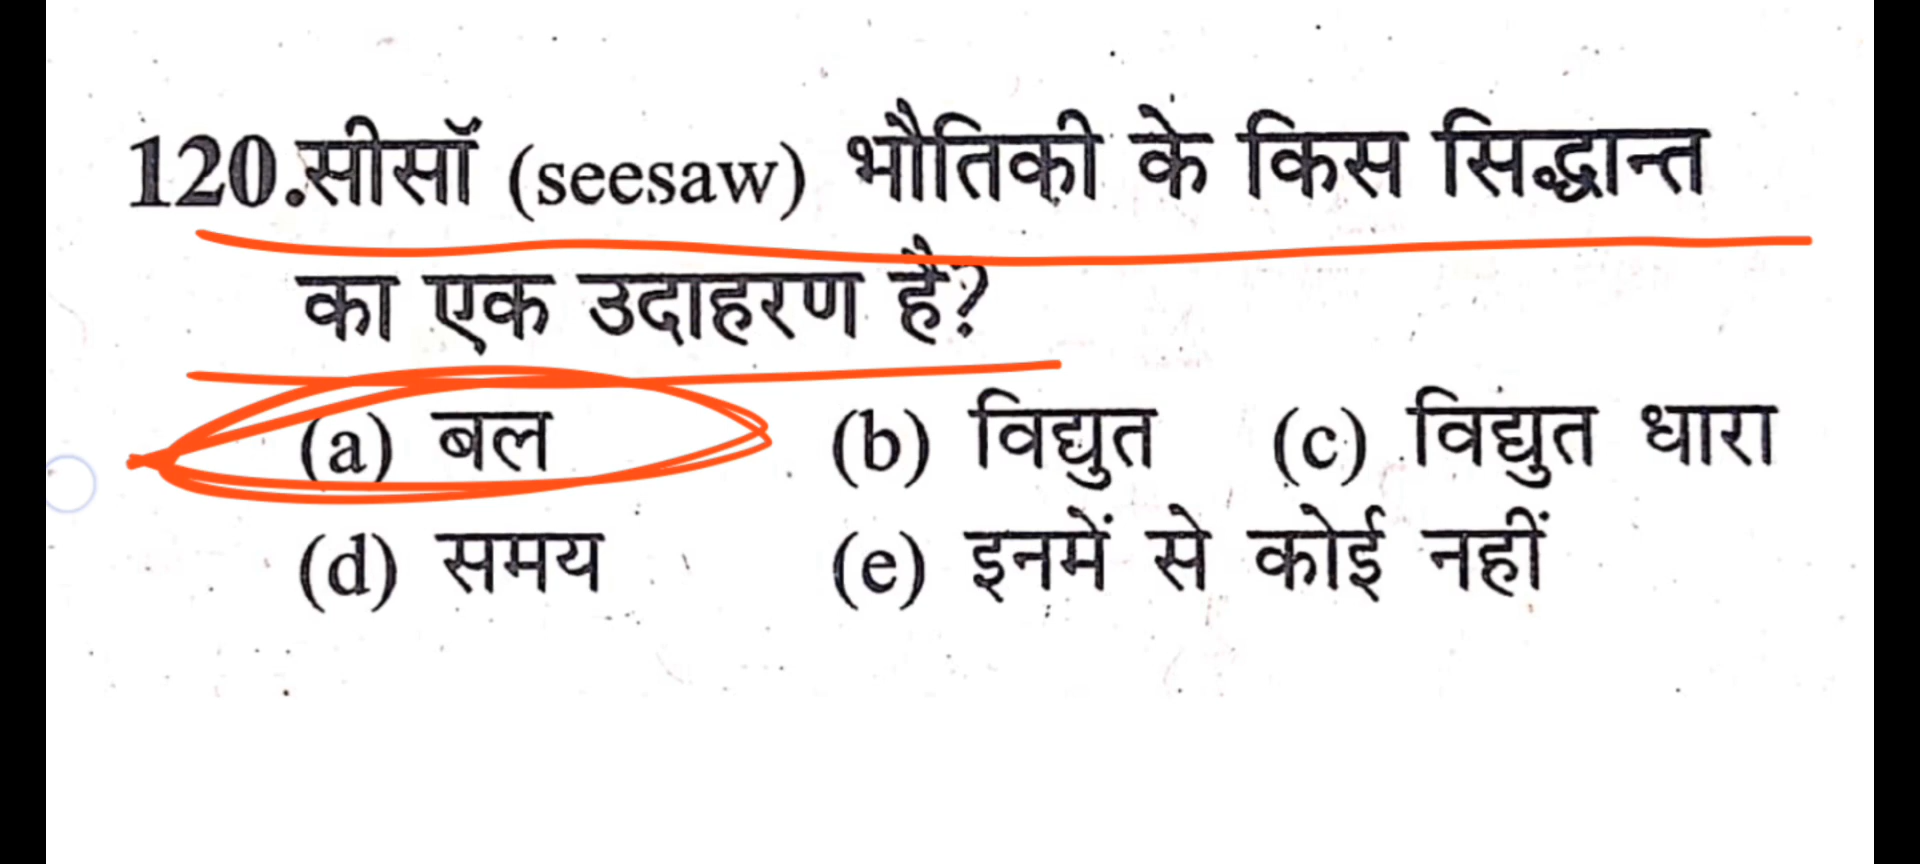 120.सीसॉ (seesaw) भौतिकी के किस सिद्धान्त
का एक उदाहरण है?
(a) बल (b) विद्युत (c) विद्युत धारा
(d) समय (e) इनमें से कोई नहीं